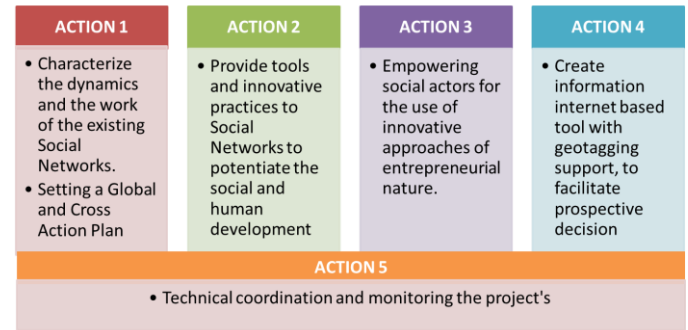 ACTION 1
• Characterize
the dynamics
and the work
of the existing
Social
Networks.
• Setting a Global
and Cross
Action Plan
ACTION 2
• Provide tools
and innovative
practices to
Social
Networks to
potentiate the
social and
human
development
ACTION 3
• Empowering
social actors for
the use of
innovative
approaches of
entrepreneurial
nature.
ACTION 4
• Create
information
internet based
tool with
geotagging
support, to
facilitate
prospective
decision
ACTION 5
• Technical coordination and monitoring the project's